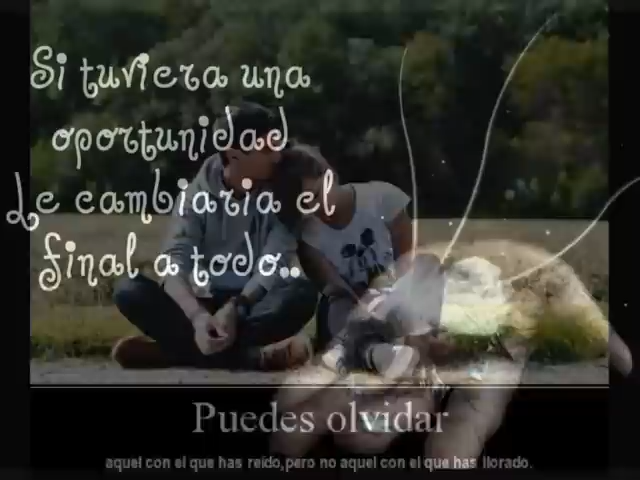 Si tuviera una
oportunidad
Le cambiaria el
final a todo..
Puedes olvidar
aquel con el que has reído,pero no aquel con el que has llorado.